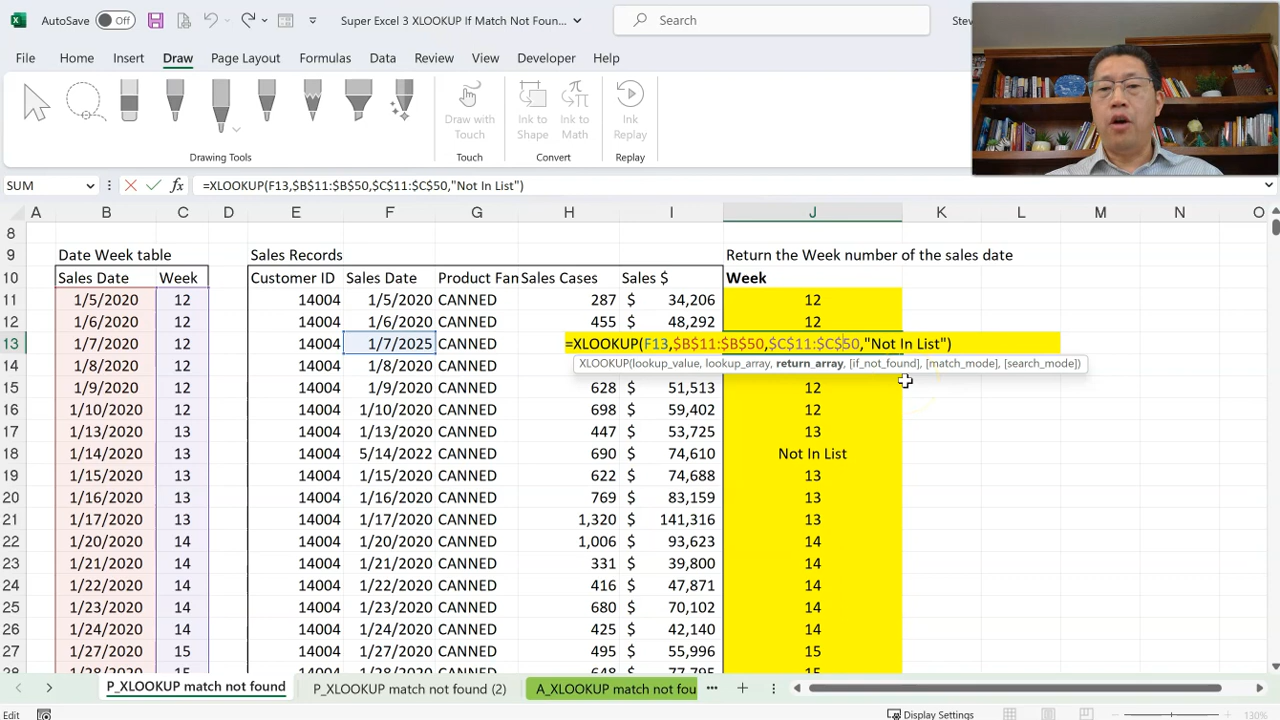 AutoSave Off Super Excel 3 XLOOKUP If Match Not Foun... Search Stev
File Home Insert Draw Page Layout Formulas Data Review View Developer Help
Draw with Touch
Ink to Shape
Ink to Math
Ink Replay
Drawing Tools Touch Convert Replay
SUM fx =XLOOKUP(F13,$B$11:$B$50,$C$11:$C$50,"Not In List")
A B C D E F G H I J K L M N O
8
9 Date Week table Sales Records Return the Week number of the sales date
10 Sales Date Week Customer ID Sales Date Product Fan Sales Cases Sales $ Week
11 1/5/2020 12 14004 1/5/2020 CANNED 287 $ 34,206 12
12 1/6/2020 12 14004 1/6/2020 CANNED 455 $ 48,292 12
13 1/7/2020 12 14004 1/7/2025 CANNED =XLOOKUP(F13,$B$11:$B$50,$C$11:$C$50,"Not In List")
14 1/8/2020 12 14004 1/8/2020 CANNED XLOOKUP(lookup_value, lookup_array, return_array, [if_not_found], [match_mode], [search_mode])
15 1/9/2020 12 14004 1/9/2020 CANNED 628 $ 51,513 12
16 1/10/2020 12 14004 1/10/2020 CANNED 698 $ 59,402 12
17 1/13/2020 13 14004 1/13/2020 CANNED 447 $ 53,725 13
18 1/14/2020 13 14004 5/14/2022 CANNED 690 $ 74,610 Not In List
19 1/15/2020 13 14004 1/15/2020 CANNED 622 $ 74,688 13
20 1/16/2020 13 14004 1/16/2020 CANNED 769 $ 83,159 13
21 1/17/2020 13 14004 1/17/2020 CANNED 1,320 $ 141,316 13
22 1/20/2020 14 14004 1/20/2020 CANNED 1,006 $ 93,623 14
23 1/21/2020 14 14004 1/21/2020 CANNED 331 $ 39,800 14
24 1/22/2020 14 14004 1/22/2020 CANNED 416 $ 47,871 14
25 1/23/2020 14 14004 1/23/2020 CANNED 680 $ 70,102 14
26 1/24/2020 14 14004 1/24/2020 CANNED 425 $ 42,140 14
27 1/27/2020 15 14004 1/27/2020 CANNED 495 $ 55,996 15
28 1/28/2020 15 14004 1/28/2020 CANNED 648 $ 77,795 15
P_XLOOKUP match not found P_XLOOKUP match not found (2) A_XLOOKUP match not fou ...
Edit Display Settings 130%